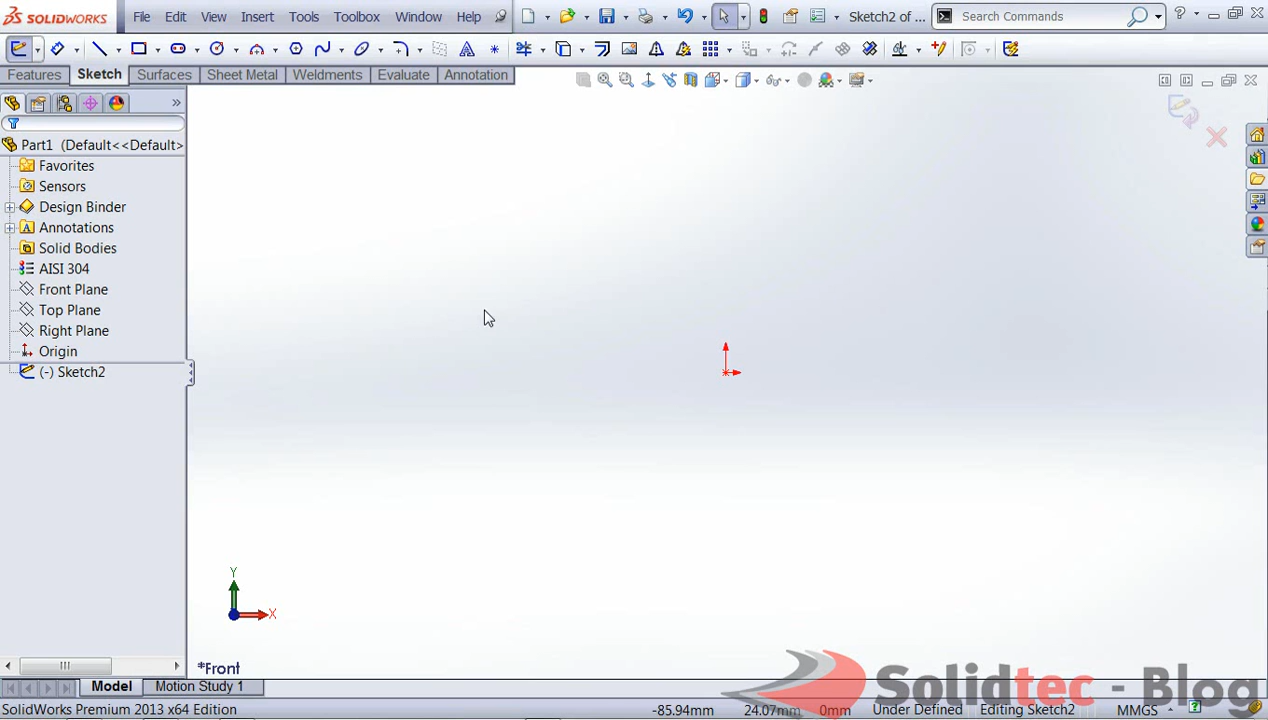 SOLIDWORKS File Edit View Insert Tools Toolbox Window Help Sketch2 of ... Search Commands
Features Sketch Surfaces Sheet Metal Weldments Evaluate Annotation
Part1 (Default<<Default>
Favorites
Sensors
Design Binder
Annotations
Solid Bodies
AISI 304
Front Plane
Top Plane
Right Plane
Origin
(-) Sketch2
Y
X
*Front
Model Motion Study 1
Solidtec - Blog
SolidWorks Premium 2013 x64 Edition -85.94mm 24.07mm 0mm Under Defined Editing Sketch2 MMGS